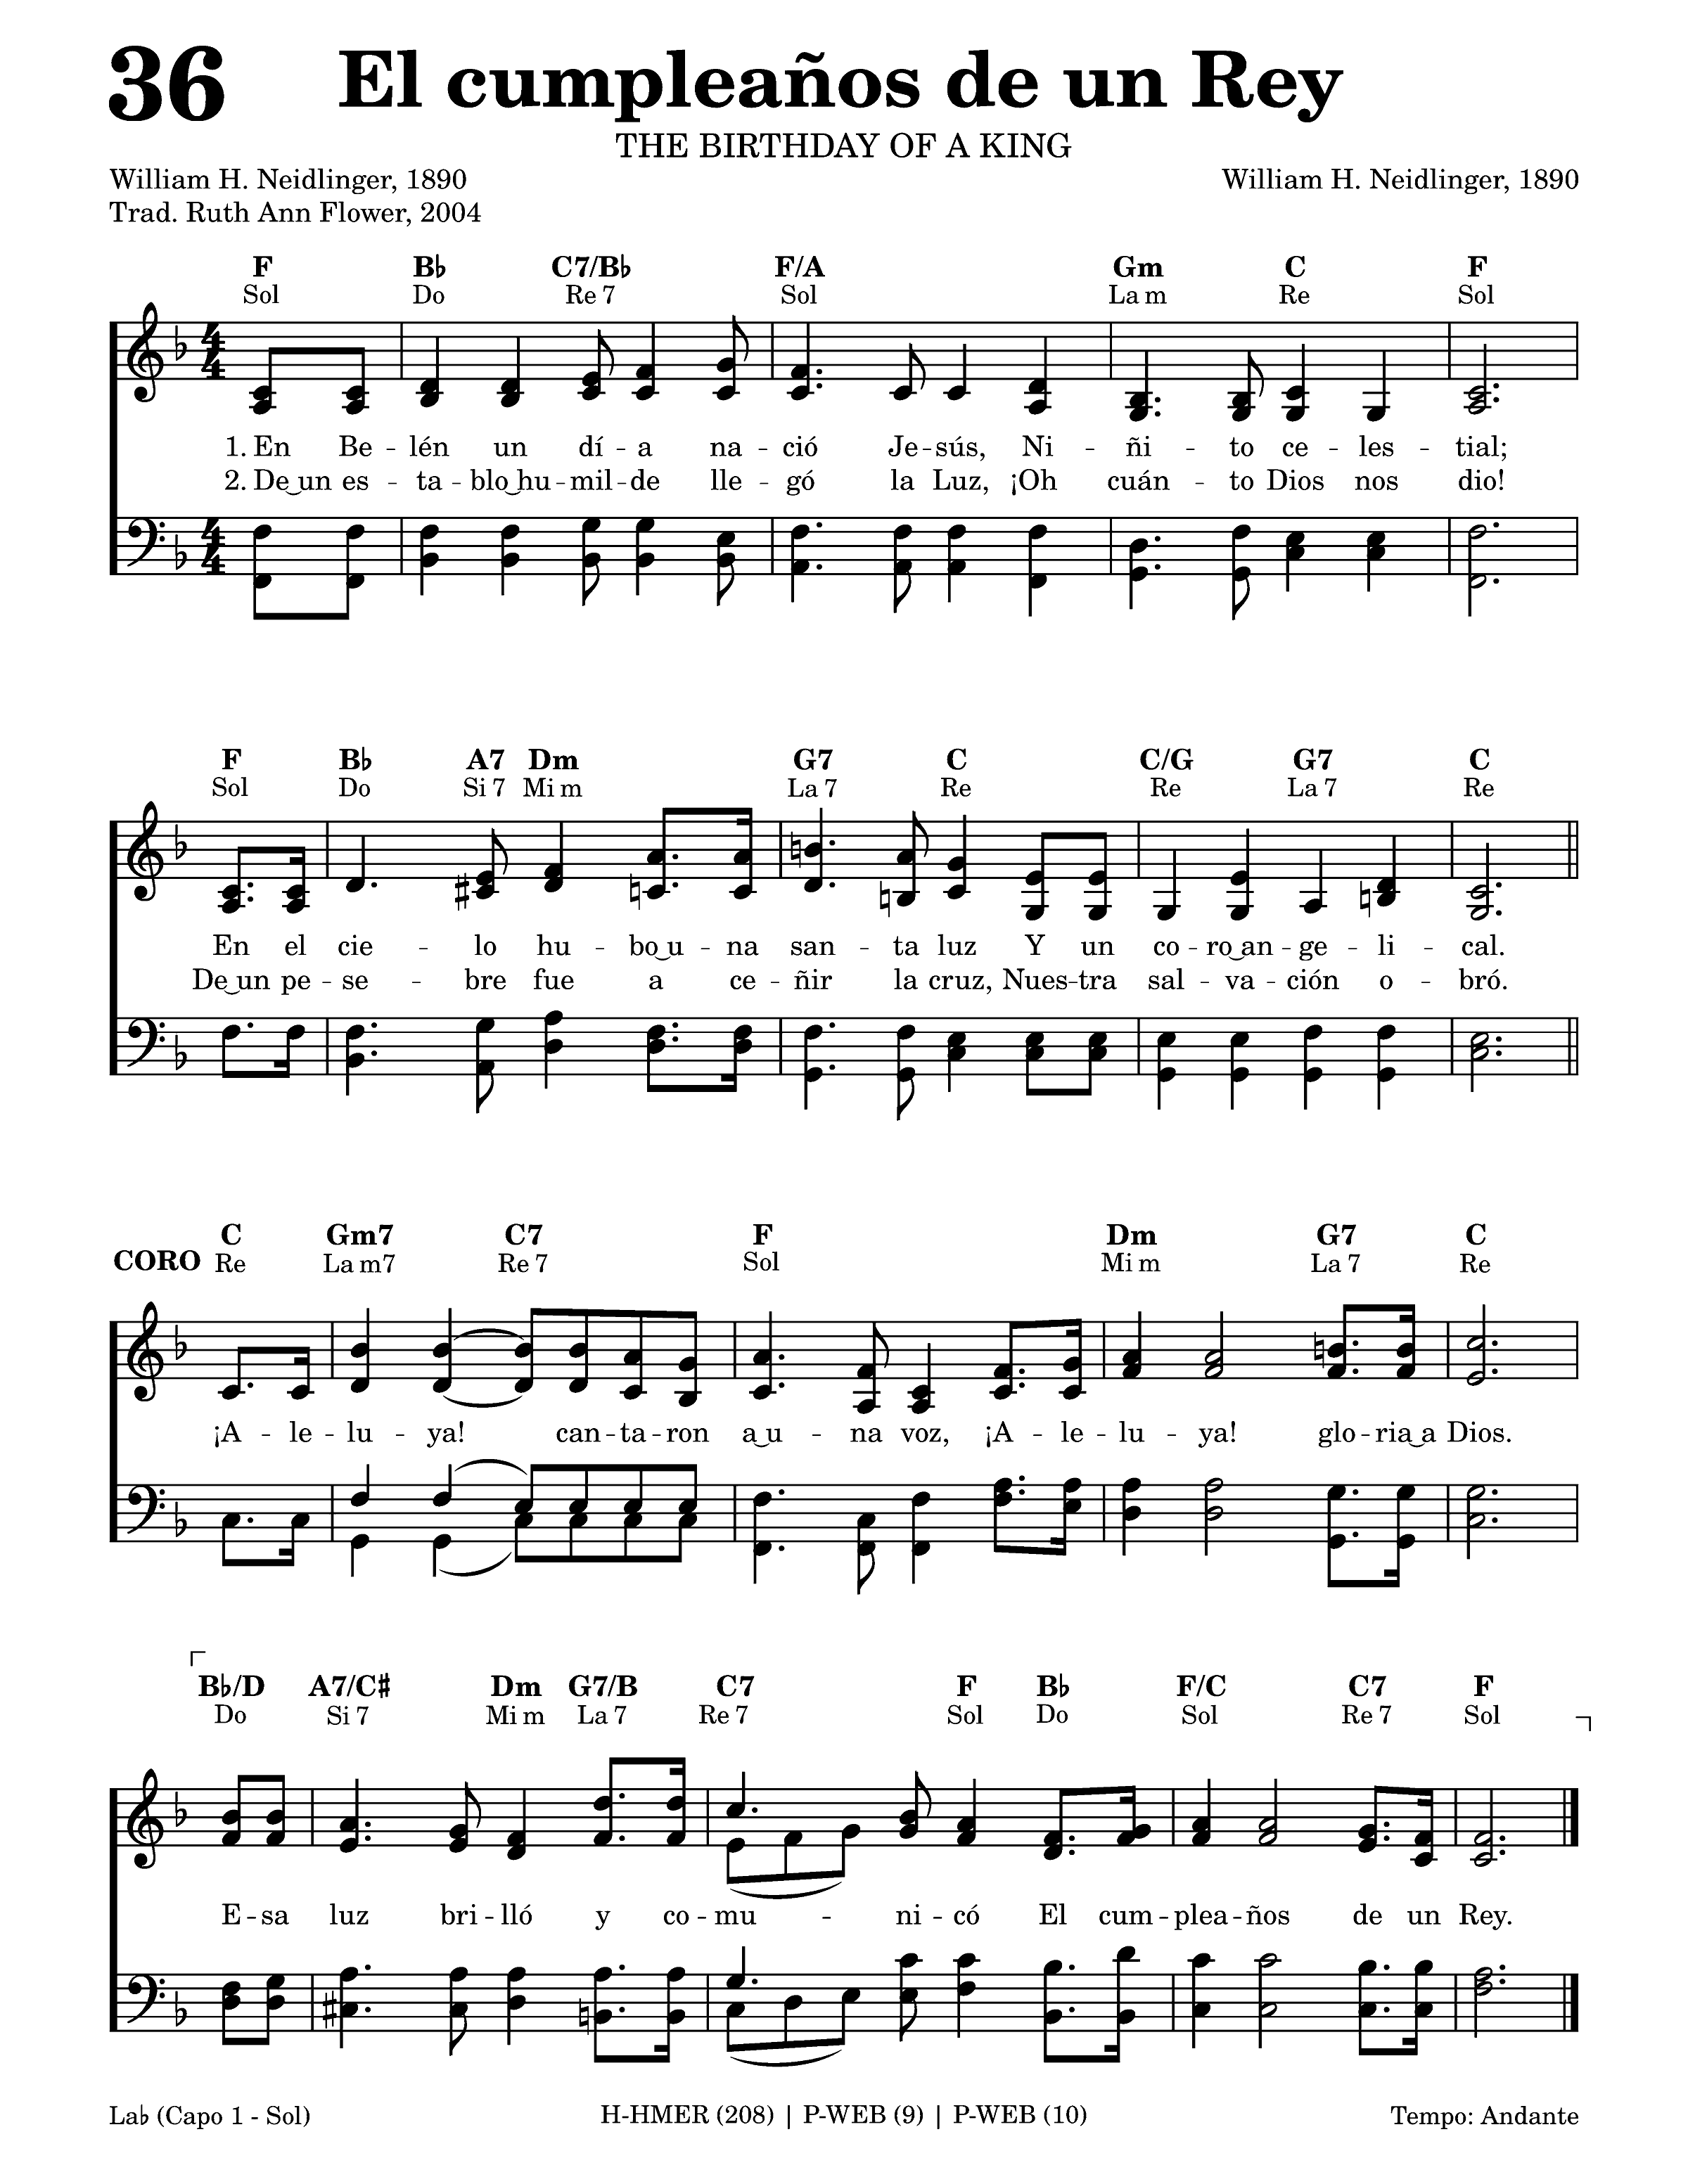 36 El cumpleaños de un Rey
THE BIRTHDAY OF A KING
William H. Neidlinger, 1890 William H. Neidlinger, 1890
Trad. Ruth Ann Flower, 2004
F B♭ C7/B♭ F/A Gm C F
Sol Do Re 7 Sol La m Re Sol
4 4
1. En Be - lén un dí - a na - ció Je - sús, Ni - ñi - to ce - les - tial;
2. De un es - ta - blo hu - mil - de lle - gó la Luz, ¡Oh cuán - to Dios nos dio!
4 4
F B♭ A7 Dm G7 C C/G G7 C
Sol Do Si 7 Mi m La 7 Re Re La 7 Re
En el cie - lo hu - bo u - na san - ta luz Y un co - ro an - ge - li - cal.
De un pe - se - bre fue a ce - ñir la cruz, Nues - tra sal - va - ción o - bró.
C Gm7 C7 F Dm G7 C
CORO Re La m7 Re 7 Sol Mi m La 7 Re
¡A - le - lu - ya! can - ta - ron a u - na voz, ¡A - le - lu - ya! glo - ria a Dios.
B♭/D A7/C♯ Dm G7/B C7 F B♭ F/C C7 F
Do Si 7 Mi m La 7 Re 7 Sol Do Sol Re 7 Sol
E - sa luz bri - lló y co - mu - ni - có El cum - plea - ños de un Rey.
La♭ (Capo 1 - Sol) H-HMER (208) | P-WEB (9) | P-WEB (10) Tempo: Andante